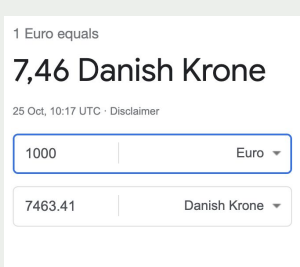 1 Euro equals
7,46 Danish Krone
25 Oct, 10:17 UTC · Disclaimer
1000 Euro
7463.41 Danish Krone